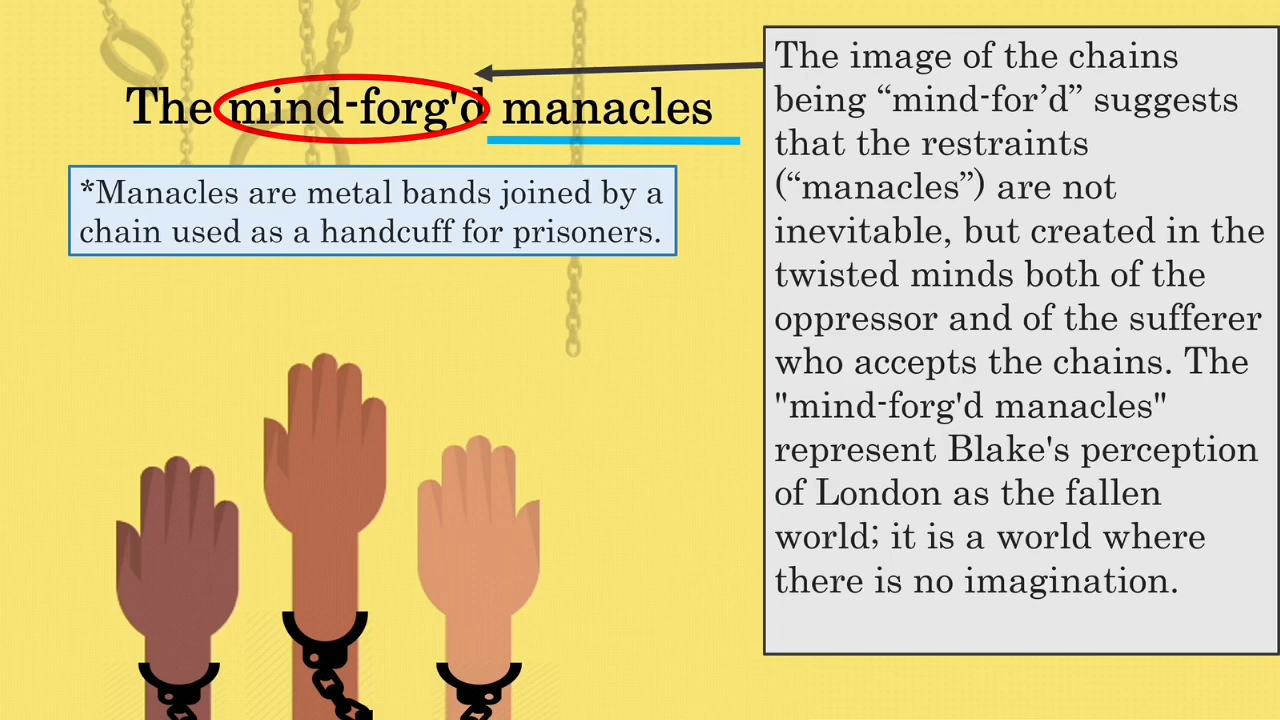 The mind-forg'd manacles
*Manacles are metal bands joined by a
chain used as a handcuff for prisoners.
The image of the chains
being “mind-for’d” suggests
that the restraints
(“manacles”) are not
inevitable, but created in the
twisted minds both of the
oppressor and of the sufferer
who accepts the chains. The
"mind-forg'd manacles"
represent Blake's perception
of London as the fallen
world; it is a world where
there is no imagination.